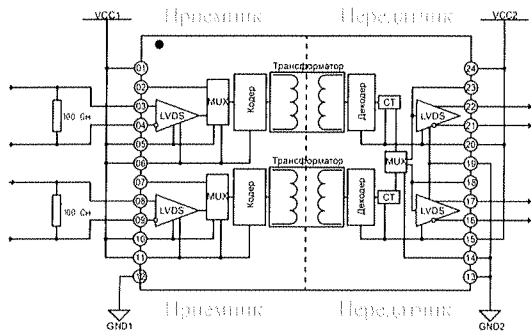 Приемник Передатчик
VCC1 VCC2
Трансформатор
01 24
02 23
03 22
04 21
05 20
06 19
07 18
08 17
09 16
10 15
11 14
12 13
100 Ом
LVDS
MUX
Кодер
Декодер
СТ
LVDS
MUX
Трансформатор
100 Ом
LVDS
MUX
Кодер
Декодер
СТ
LVDS
GND1 GND2
Приемник Передатчик